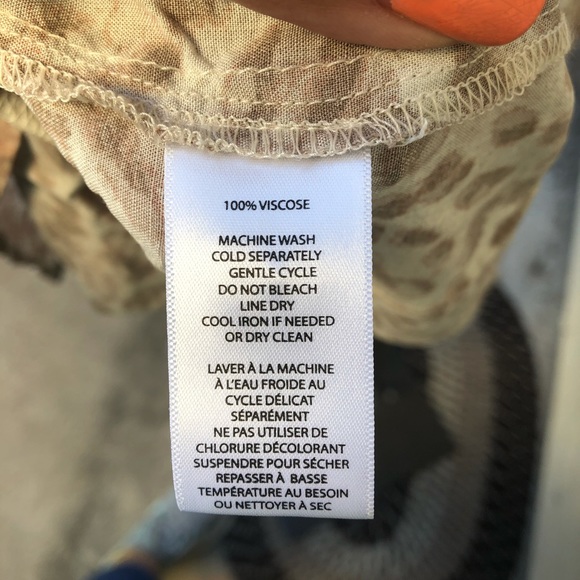 100% VISCOSE
MACHINE WASH
COLD SEPARATELY
GENTLE CYCLE
DO NOT BLEACH
LINE DRY
COOL IRON IF NEEDED
OR DRY CLEAN
LAVER À LA MACHINE
À L'EAU FROIDE AU
CYCLE DÉLICAT
SÉPARÉMENT
NE PAS UTILISER DE
CHLORURE DÉCOLORANT
SUSPENDRE POUR SÉCHER
REPASSER À BASSE
TEMPÉRATURE AU BESOIN
OU NETTOYER À SEC